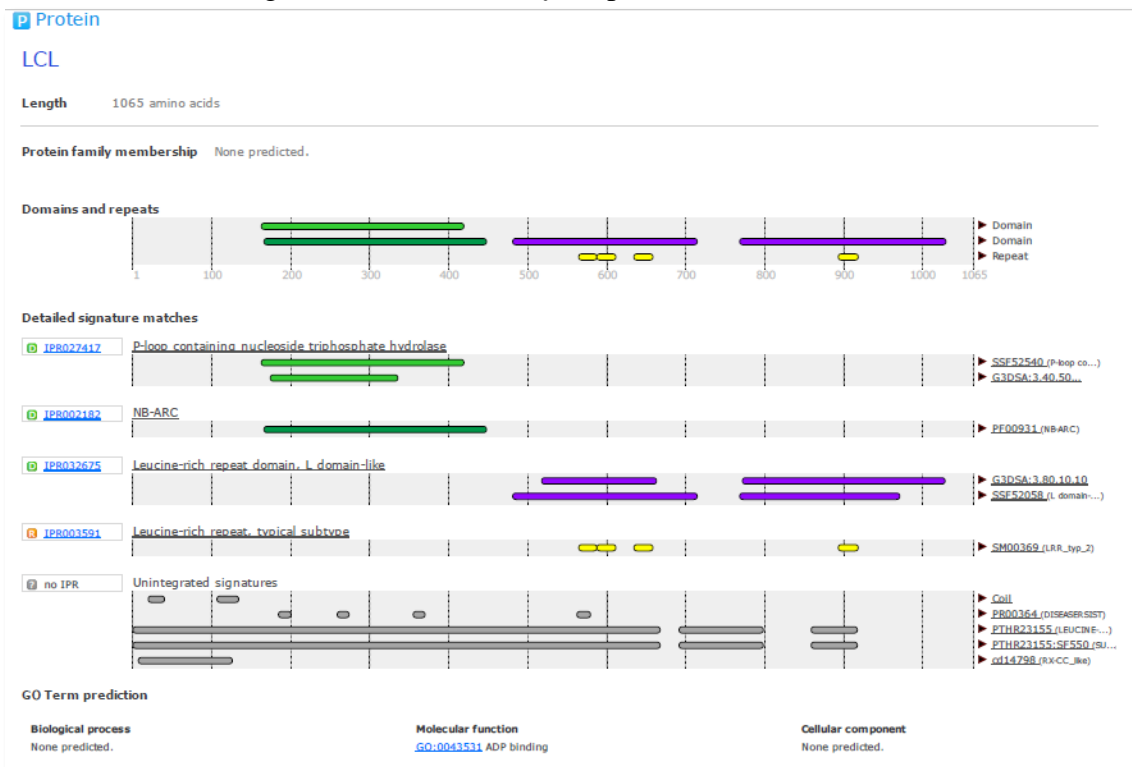 P Protein
LCL
Length 1065 amino acids
Protein family membership None predicted.
Domains and repeats
Domain
Domain
Repeat
1 100 200 300 400 500 600 700 800 900 1000 1065
Detailed signature matches
D IPR027417 P-loop containing nucleoside triphosphate hydrolase
SSF52540 (P-loop co...)
G3DSA:3.40.50...
D IPR002182 NB-ARC
PF00931 (NB-ARC)
D IPR032675 Leucine-rich repeat domain, L domain-like
G3DSA:3.80.10.10
SSF52058 (L domain-...)
R IPR003591 Leucine-rich repeat, typical subtype
SM00369 (LRR_typ_2)
? no IPR Unintegrated signatures
Coil
PR00364 (DISEASERSIST)
PTHR23155 (LEUCINE-...)
PTHR23155:SF550 (SU...
cd14798 (RX-CC_like)
GO Term prediction
Biological process Molecular function Cellular component
None predicted. GO:0043531 ADP binding None predicted.